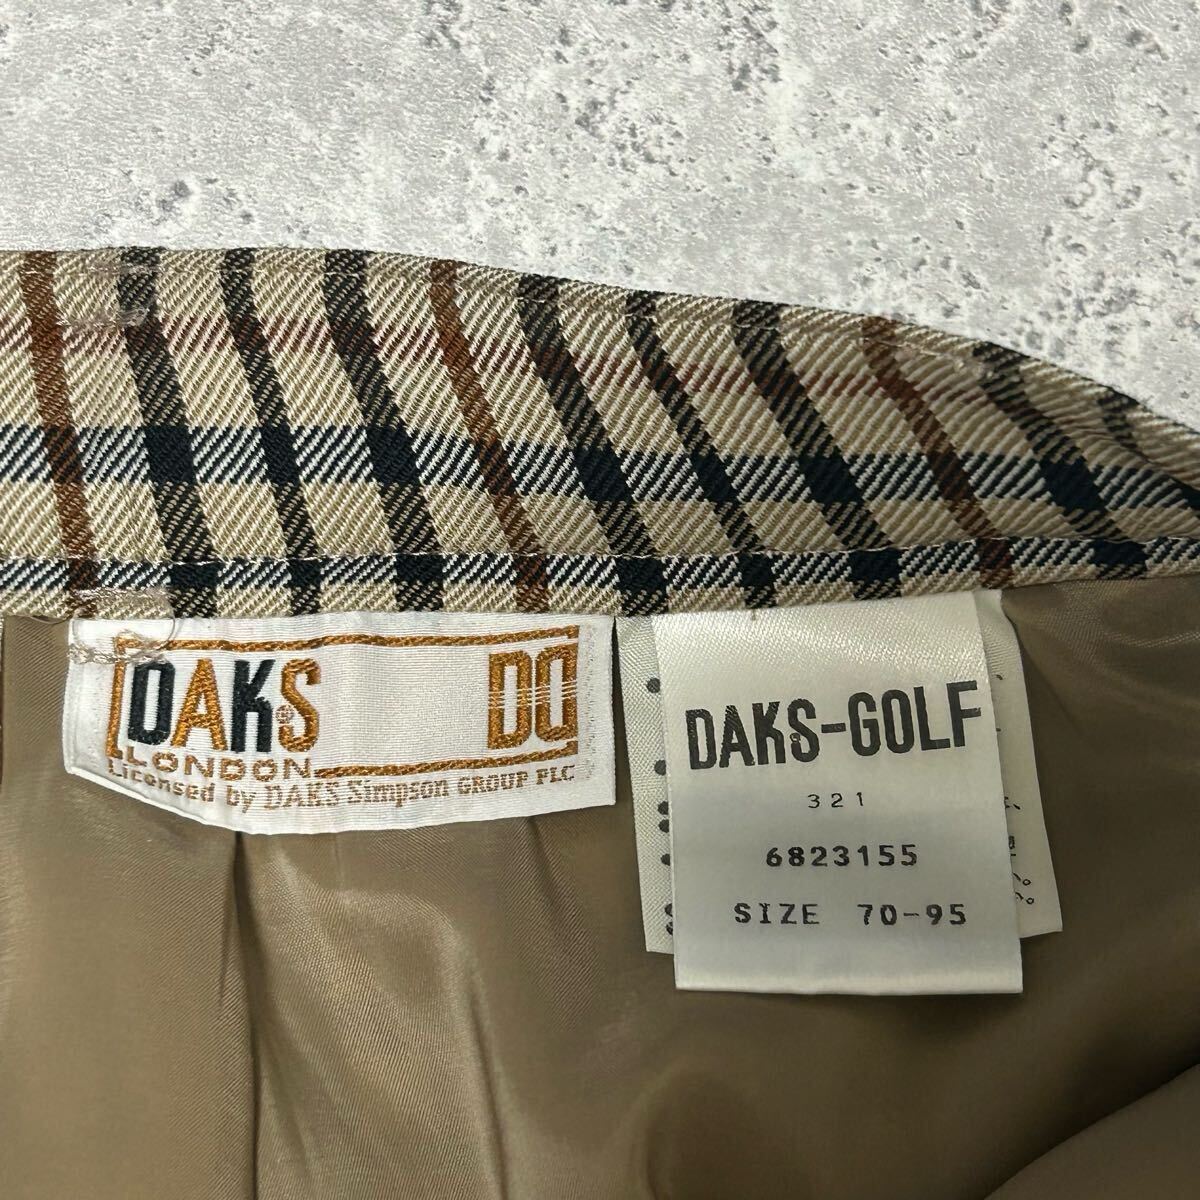 DAKS
DD
LONDON
Licensed by DAKS Simpson GROUP PLC
DAKS-GOLF
321
6823155
SIZE 70-95